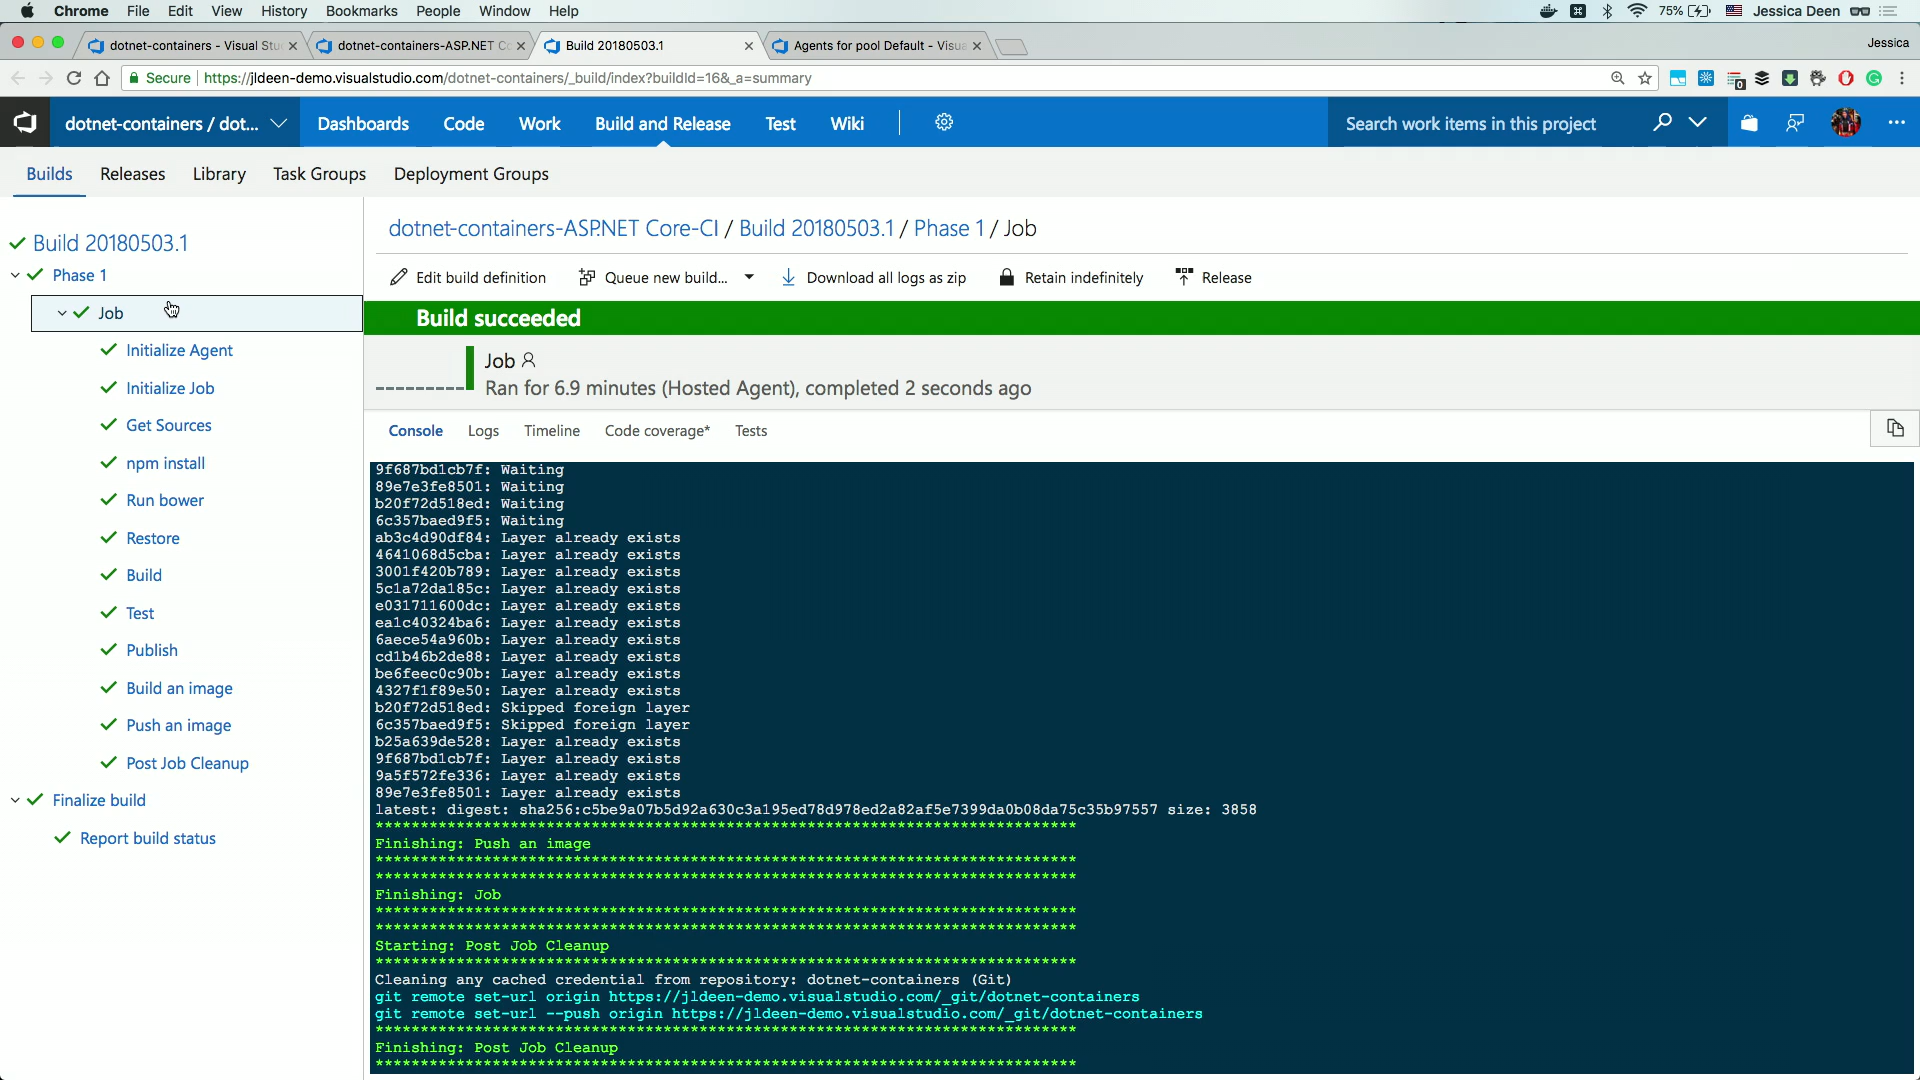 Chrome File Edit View History Bookmarks People Window Help 75% Jessica Deen
dotnet-containers - Visual Stu
dotnet-containers-ASP.NET C
Build 20180503.1
Agents for pool Default - Visua
Jessica
Secure https://jldeen-demo.visualstudio.com/dotnet-containers/_build/index?buildId=16&_a=summary
0
dotnet-containers / dot... Dashboards Code Work Build and Release Test Wiki Search work items in this project
Builds Releases Library Task Groups Deployment Groups
Build 20180503.1
Phase 1
Job
Initialize Agent
Initialize Job
Get Sources
npm install
Run bower
Restore
Build
Test
Publish
Build an image
Push an image
Post Job Cleanup
Finalize build
Report build status
dotnet-containers-ASP.NET Core-CI / Build 20180503.1 / Phase 1 / Job
Edit build definition Queue new build... Download all logs as zip Retain indefinitely Release
Build succeeded
Job
Ran for 6.9 minutes (Hosted Agent), completed 2 seconds ago
Console Logs Timeline Code coverage* Tests
9f687bd1cb7f: Waiting
89e7e3fe8501: Waiting
b20f72d518ed: Waiting
6c357baed9f5: Waiting
ab3c4d90df84: Layer already exists
4641068d5cba: Layer already exists
3001f420b789: Layer already exists
5c1a72da185c: Layer already exists
e031711600dc: Layer already exists
ea1c40324ba6: Layer already exists
6aece54a960b: Layer already exists
cd1b46b2de88: Layer already exists
be6feec0c90b: Layer already exists
4327f1f89e50: Layer already exists
b20f72d518ed: Skipped foreign layer
6c357baed9f5: Skipped foreign layer
b25a639de528: Layer already exists
9f687bd1cb7f: Layer already exists
9a5f572fe336: Layer already exists
89e7e3fe8501: Layer already exists
latest: digest: sha256:c5be9a07b5d92a630c3a195ed78d978ed2a82af5e7399da0b08da75c35b97557 size: 3858
******************************************************************************
Finishing: Push an image
******************************************************************************
******************************************************************************
Finishing: Job
******************************************************************************
******************************************************************************
Starting: Post Job Cleanup
******************************************************************************
Cleaning any cached credential from repository: dotnet-containers (Git)
git remote set-url origin https://jldeen-demo.visualstudio.com/_git/dotnet-containers
git remote set-url --push origin https://jldeen-demo.visualstudio.com/_git/dotnet-containers
******************************************************************************
Finishing: Post Job Cleanup
******************************************************************************